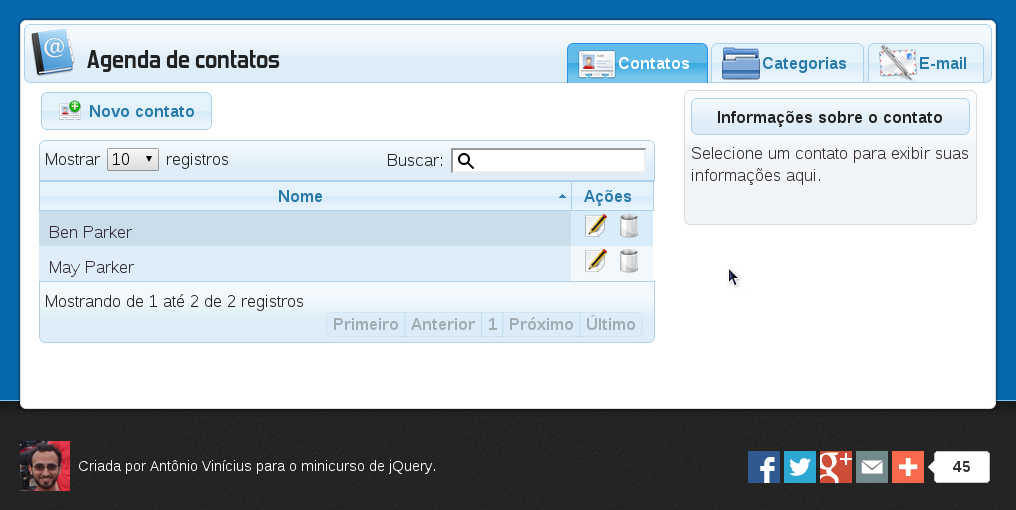 Agenda de contatos
Contatos
Categorias
E-mail
Novo contato
Mostrar 10 registros
Buscar:
Nome
Ações
Ben Parker
May Parker
Mostrando de 1 até 2 de 2 registros
Primeiro Anterior 1 Próximo Último
Informações sobre o contato
Selecione um contato para exibir suas
informações aqui.
Criada por Antônio Vinícius para o minicurso de jQuery.
45